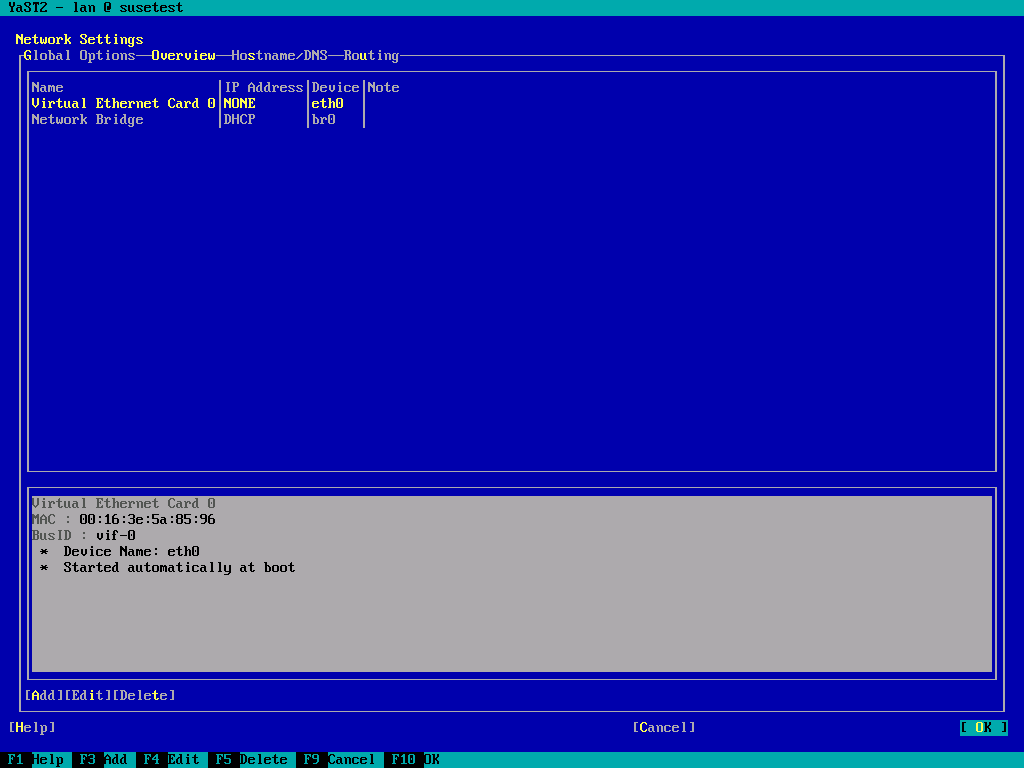 YaST2 - lan @ susetest
Network Settings
Global Options Overview Hostname/DNS Routing
Name IP Address Device Note
Virtual Ethernet Card 0 NONE eth0
Network Bridge DHCP br0
Virtual Ethernet Card 0
MAC : 00:16:3e:5a:85:96
BusID : vif-0
* Device Name: eth0
* Started automatically at boot
[Add][Edit][Delete]
[Help] [Cancel] [ OK ]
F1 Help F3 Add F4 Edit F5 Delete F9 Cancel F10 OK